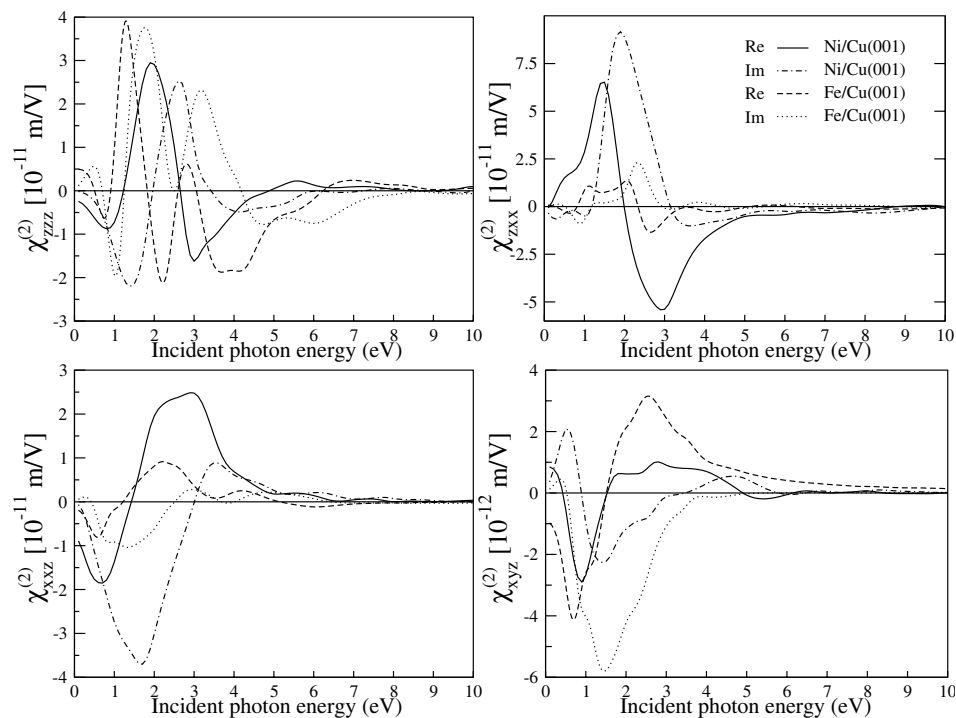 4
3
2
1
0
-1
-2
-3
χ(2)zzz [10-11 m/V]
0 1 2 3 4 5 6 7 8 9 10
Incident photon energy (eV)
7.5
5
2.5
0
-2.5
-5
χ(2)zxx [10-11 m/V]
Re Ni/Cu(001)
Im Ni/Cu(001)
Re Fe/Cu(001)
Im Fe/Cu(001)
0 1 2 3 4 5 6 7 8 9 10
Incident photon energy (eV)
3
2
1
0
-1
-2
-3
-4
χ(2)xxz [10-11 m/V]
0 1 2 3 4 5 6 7 8 9 10
Incident photon energy (eV)
4
2
0
-2
-4
-6
χ(2)xyz [10-12 m/V]
0 1 2 3 4 5 6 7 8 9 10
Incident photon energy (eV)